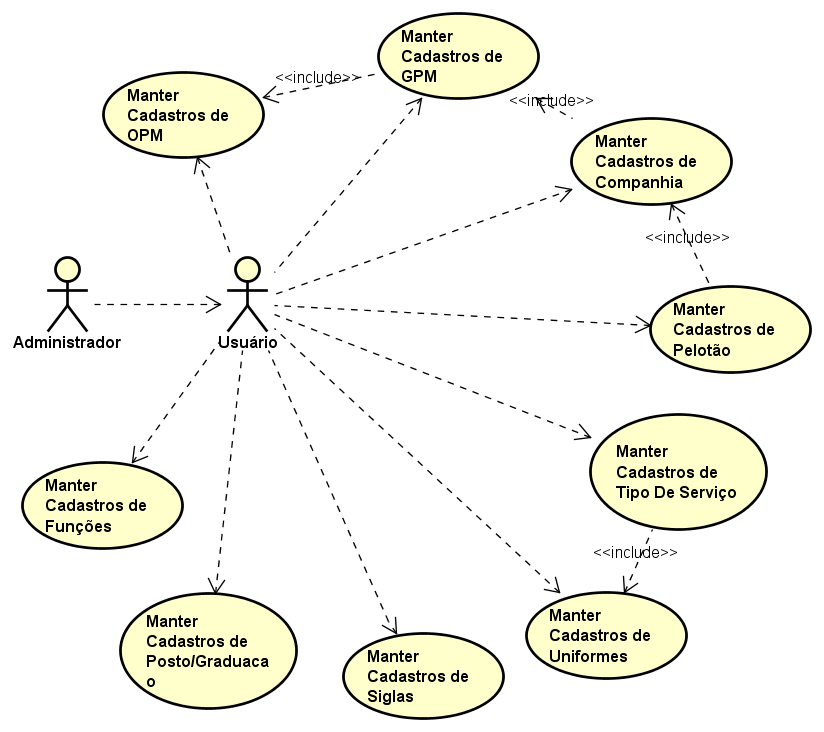 Manter
Cadastros de
GPM
<<include>>
Manter
Cadastros de
OPM
<<include>>
Manter
Cadastros de
Companhia
<<include>>
Manter
Cadastros de
Pelotão
Administrador
Usuário
Manter
Cadastros de
Tipo De Serviço
<<include>>
Manter
Cadastros de
Funções
Manter
Cadastros de
Posto/Graduaca
o
Manter
Cadastros de
Siglas
Manter
Cadastros de
Uniformes